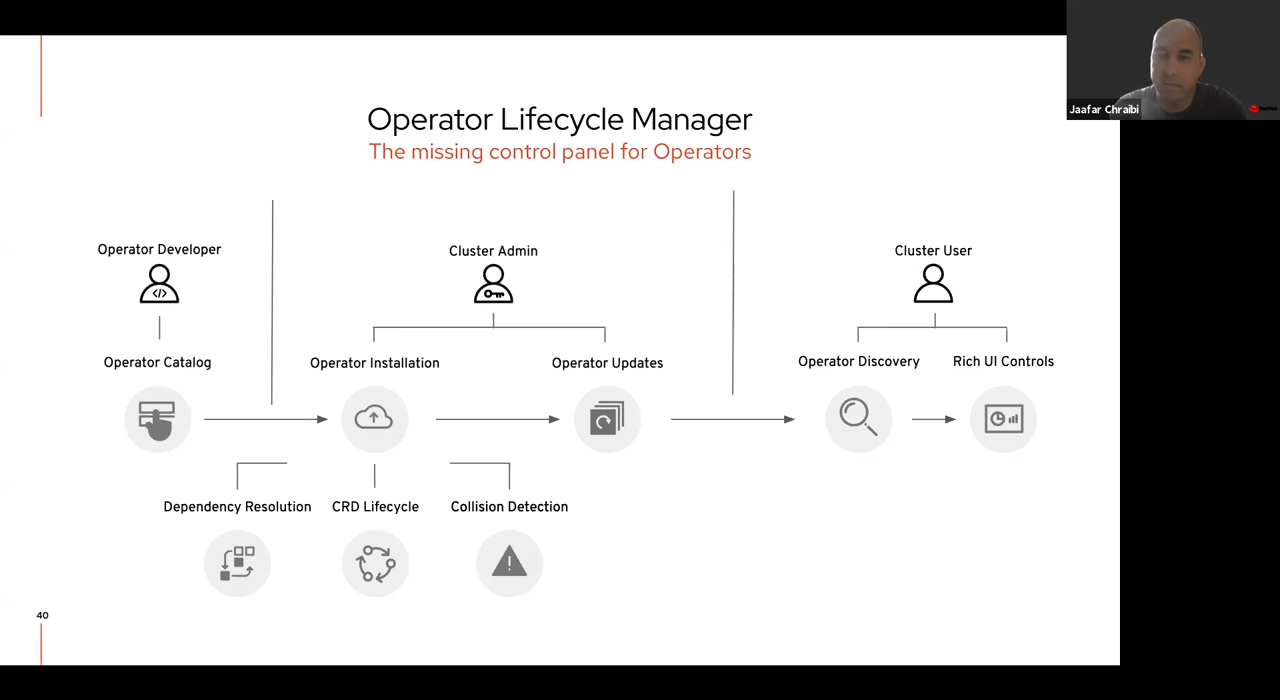 Operator Lifecycle Manager
The missing control panel for Operators
Jaafar Chraibi
Operator Developer
Cluster Admin
Cluster User
Operator Catalog
Operator Installation
Operator Updates
Operator Discovery
Rich UI Controls
Dependency Resolution
CRD Lifecycle
Collision Detection
40